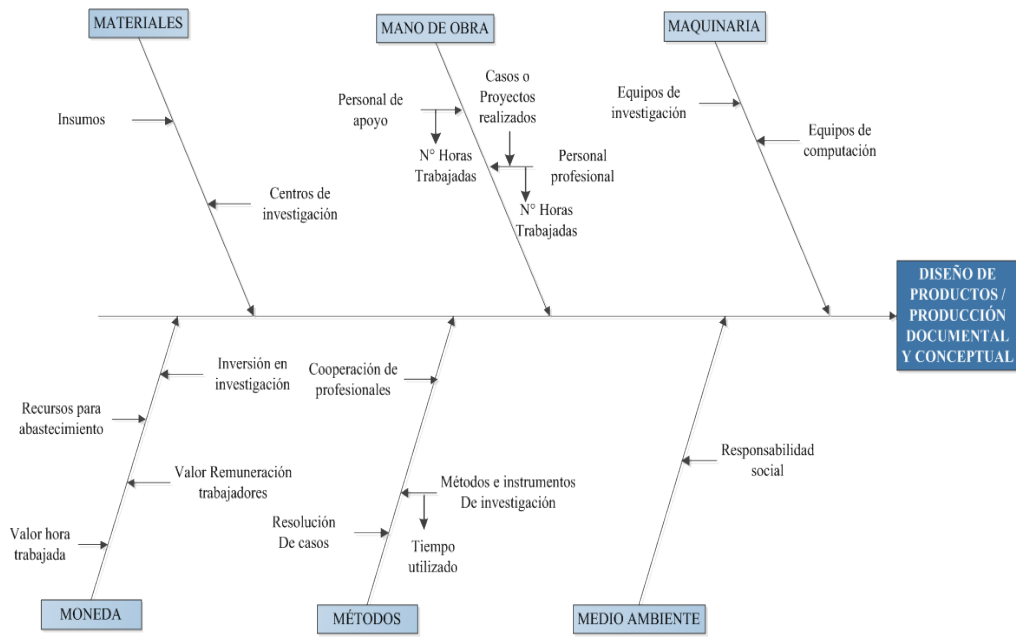 MATERIALES
MANO DE OBRA
MAQUINARIA
Insumos
Centros de
investigación
Personal de
apoyo
N° Horas
Trabajadas
Casos o
Proyectos
realizados
Personal
profesional
N° Horas
Trabajadas
Equipos de
investigación
Equipos de
computación
DISEÑO DE
PRODUCTOS /
PRODUCCIÓN
DOCUMENTAL
Y CONCEPTUAL
Inversión en
investigación
Recursos para
abastecimiento
Valor Remuneración
trabajadores
Valor hora
trabajada
Cooperación de
profesionales
Métodos e instrumentos
De investigación
Resolución
De casos
Tiempo
utilizado
Responsabilidad
social
MONEDA
MÉTODOS
MEDIO AMBIENTE